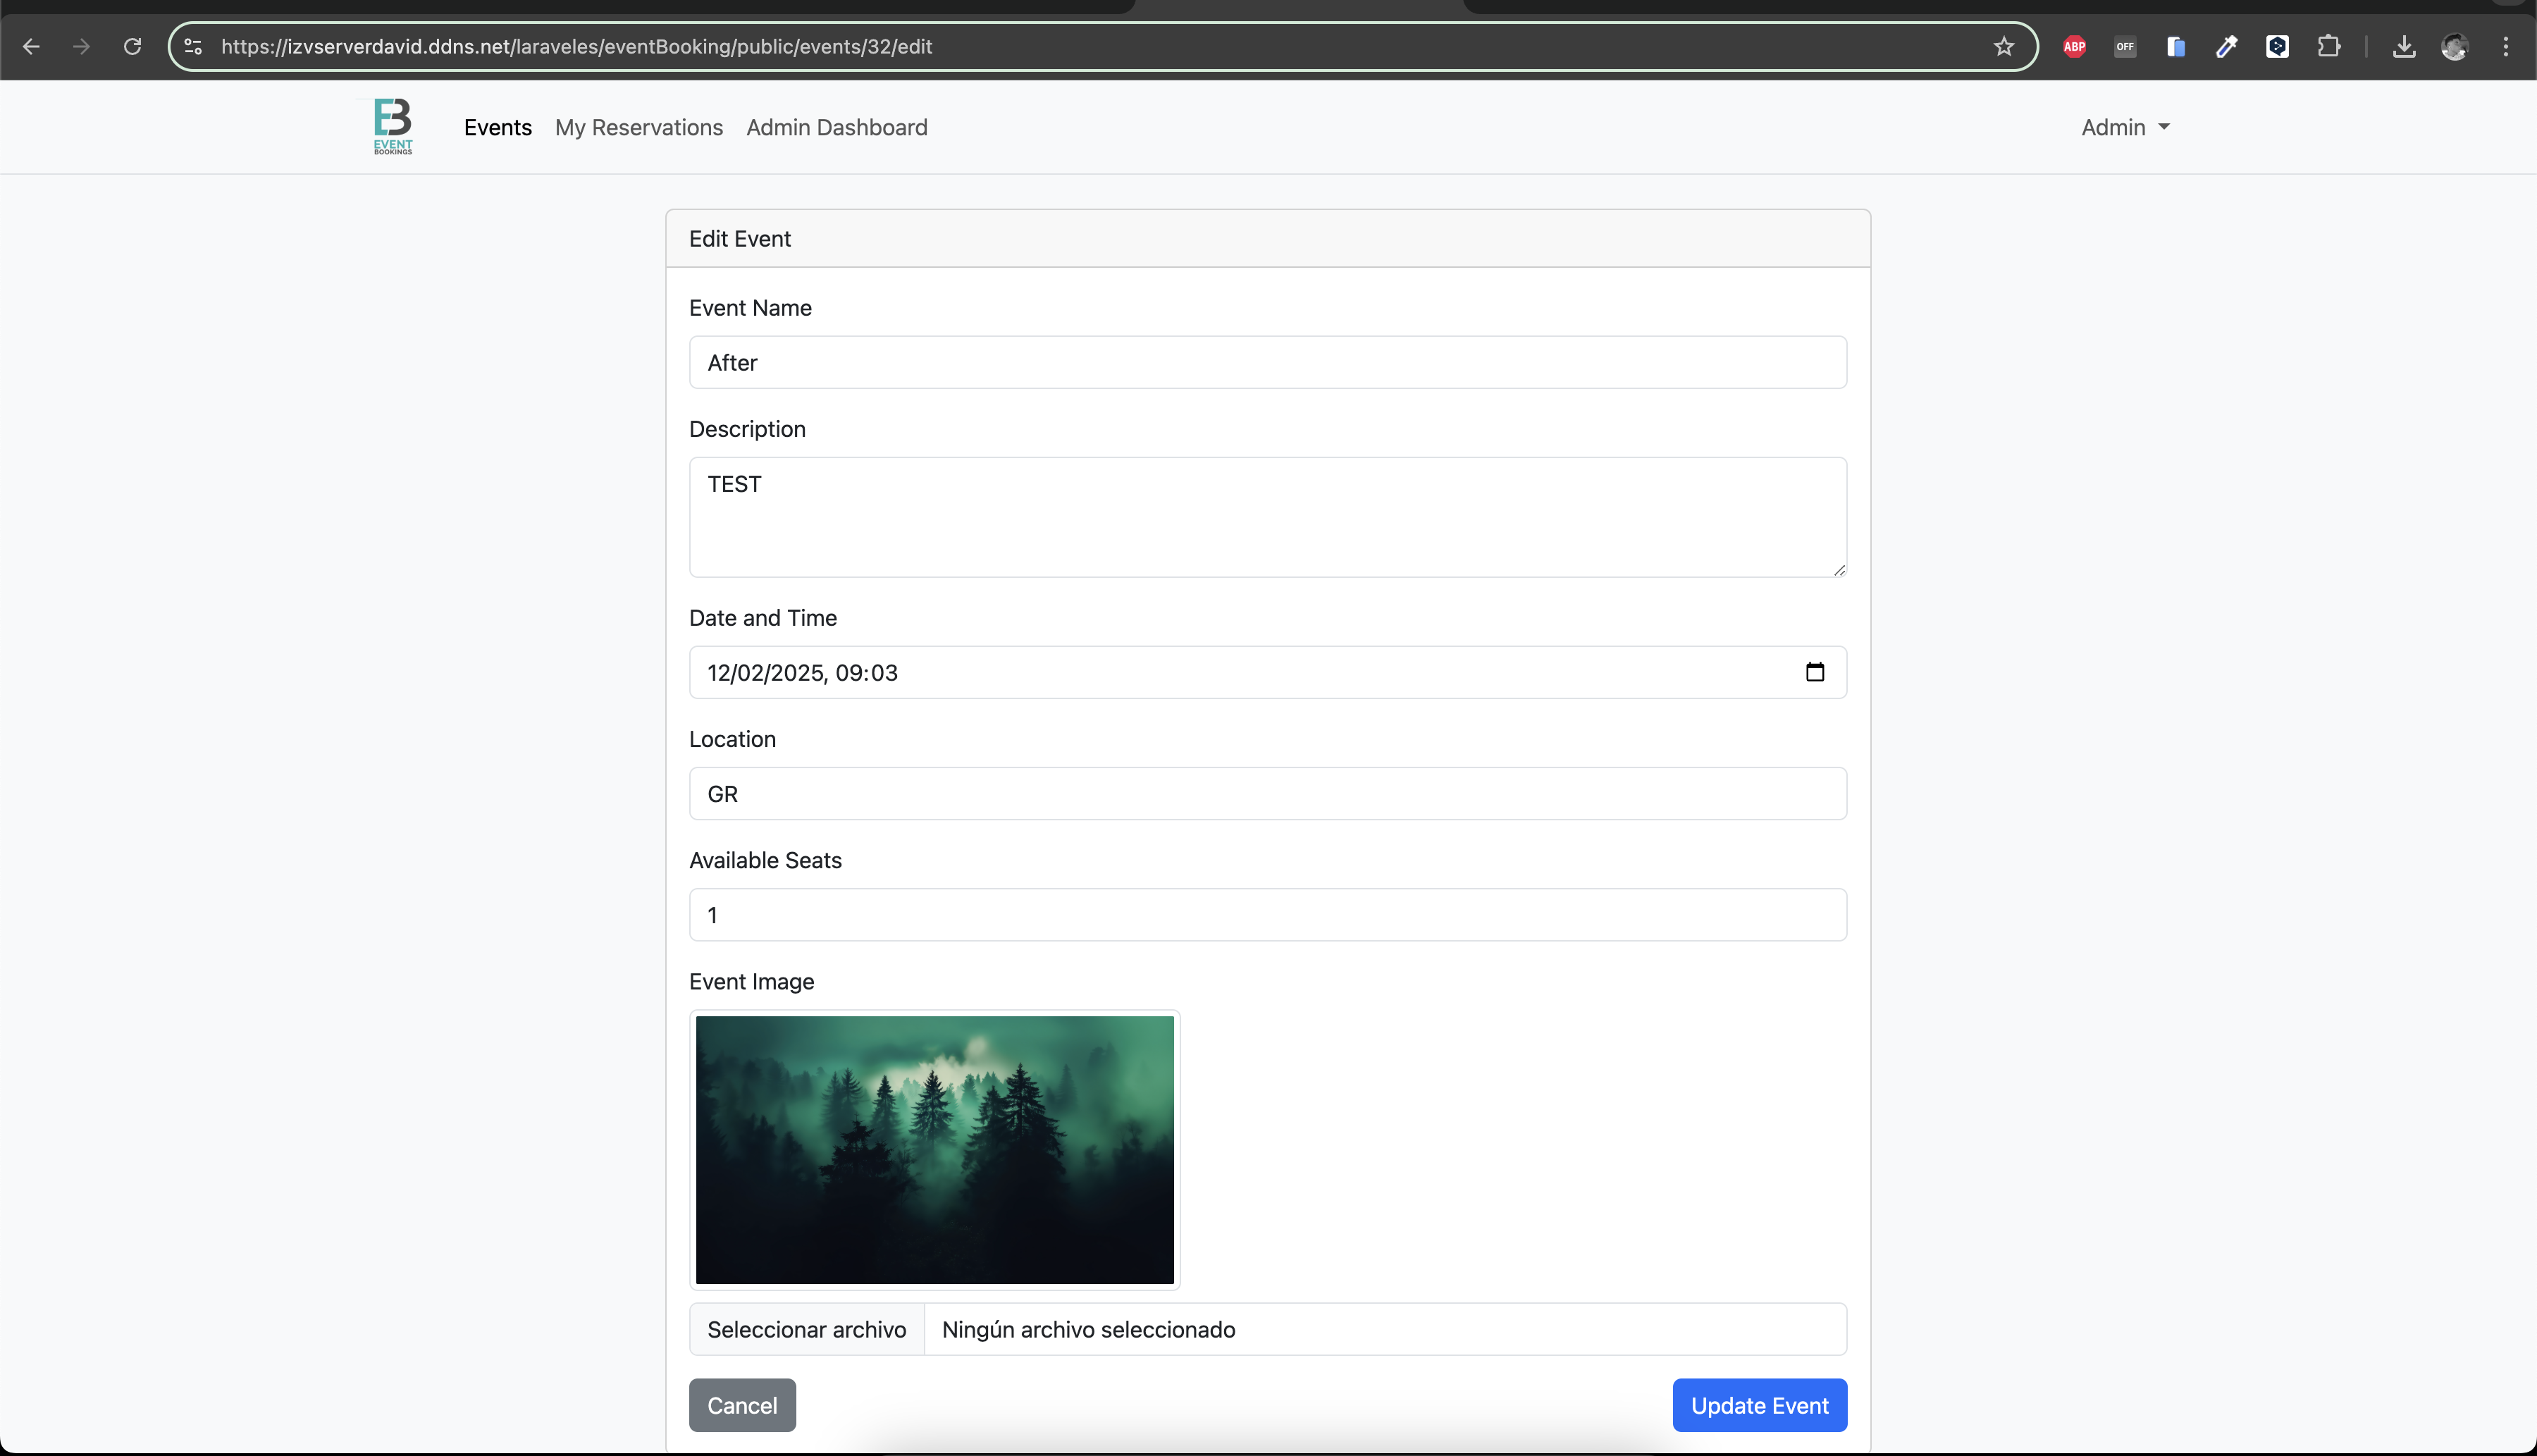 https://izvserverdavid.ddns.net/laraveles/eventBooking/public/events/32/edit
ABP
OFF
EB
EVENT
BOOKINGS
Events
My Reservations
Admin Dashboard
Admin
Edit Event
Event Name
After
Description
TEST
Date and Time
12/02/2025, 09:03
Location
GR
Available Seats
1
Event Image
Seleccionar archivo
Ningún archivo seleccionado
Cancel
Update Event